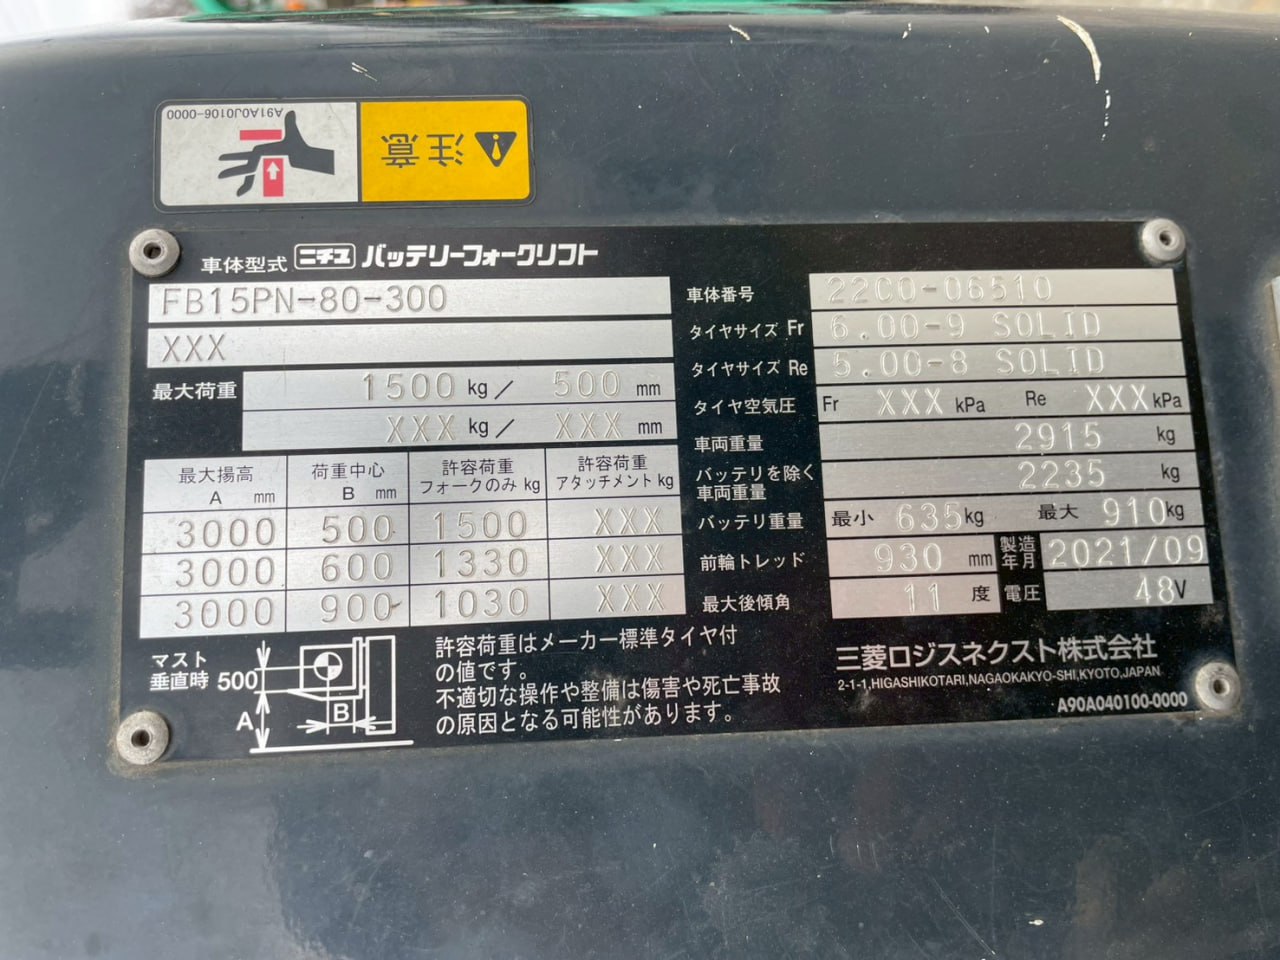 A91A0J0106-0000
注意
車体型式 ニチユ バッテリーフォークリフト
FB15PN-80-300
XXX
最大荷重 1500 kg／ 500 mm
XXX kg／ XXX mm
最大揚高 A mm 荷重中心 B mm 許容荷重 フォークのみ kg 許容荷重 アタッチメント kg
3000 500 1500 XXX
3000 600 1330 XXX
3000 900 1030 XXX
マスト
垂直時 500
A
B
許容荷重はメーカー標準タイヤ付
の値です。
不適切な操作や整備は傷害や死亡事故
の原因となる可能性があります。
車体番号 22C0-06510
タイヤサイズ Fr 6.00-9 SOLID
タイヤサイズ Re 5.00-8 SOLID
タイヤ空気圧 Fr XXX kPa Re XXX kPa
車両重量 2915 kg
バッテリを除く
車両重量 2235 kg
バッテリ重量 最小 635 kg 最大 910 kg
前輪トレッド 930 mm 製造年月 2021/09
最大後傾角 11 度 電圧 48 V
三菱ロジスネクスト株式会社
2-1-1,HIGASHIKOTARI,NAGAOKAKYO-SHI,KYOTO,JAPAN
A90A040100-0000